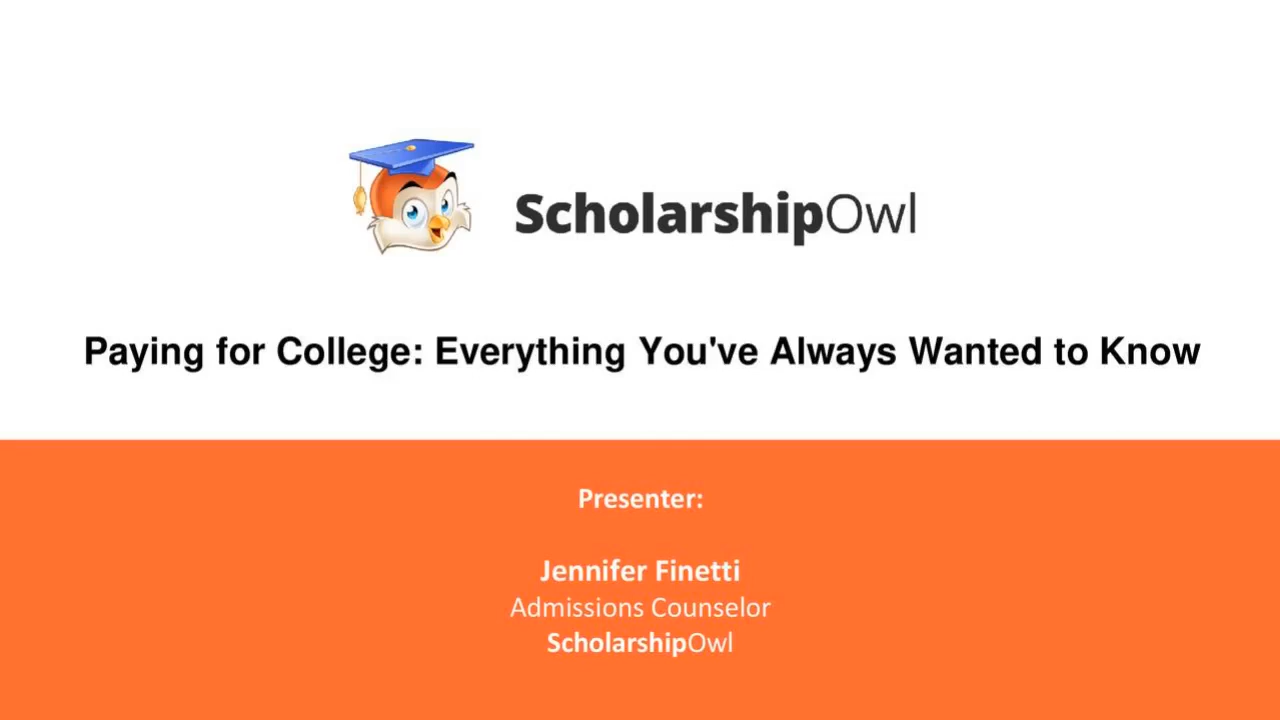 ScholarshipOwl
Paying for College: Everything You've Always Wanted to Know
Presenter:
Jennifer Finetti
Admissions Counselor
ScholarshipOwl